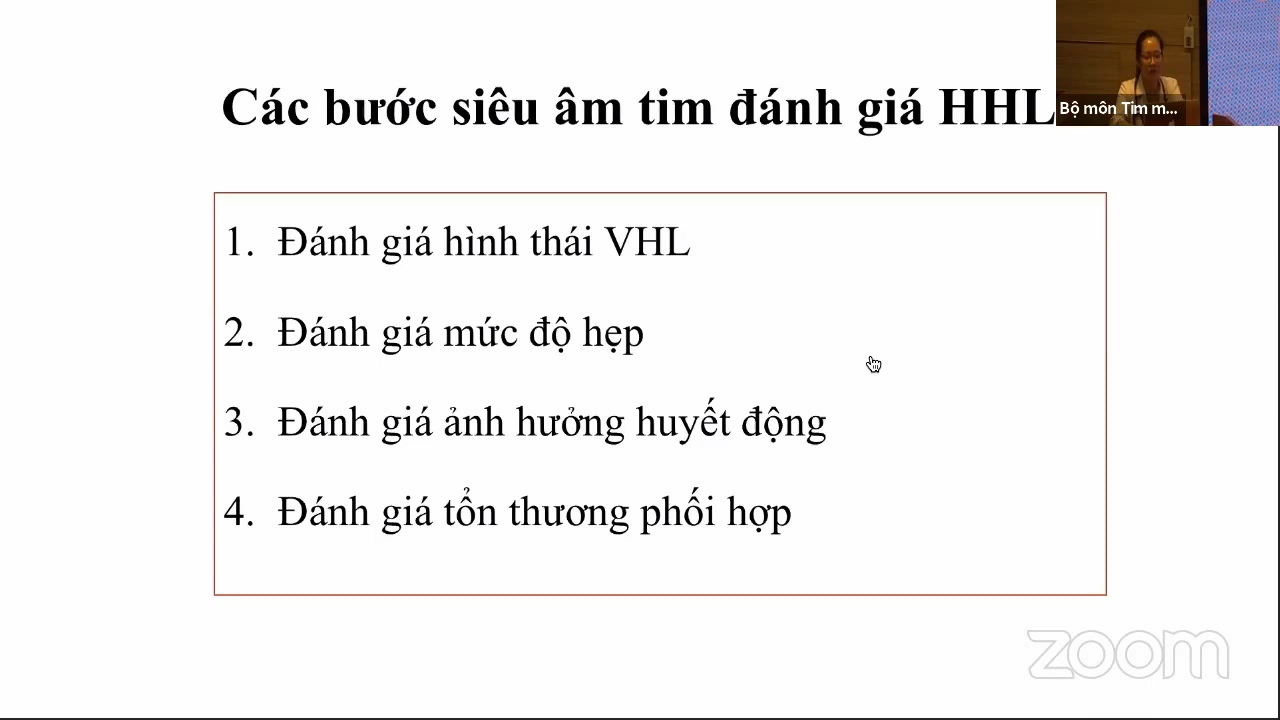 Các bước siêu âm tim đánh giá HHL
Bộ môn Tim m...
1. Đánh giá hình thái VHL
2. Đánh giá mức độ hẹp
3. Đánh giá ảnh hưởng huyết động
4. Đánh giá tổn thương phối hợp
zoom